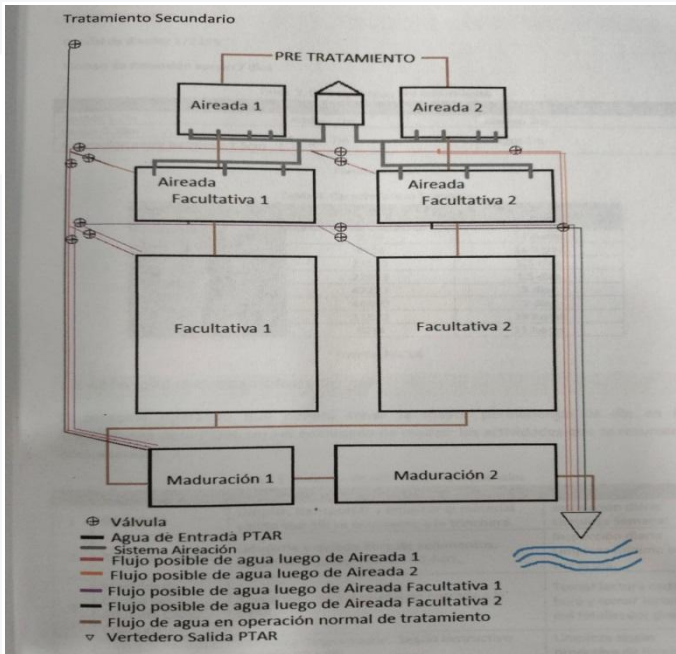 Tratamiento Secundario
PRE TRATAMIENTO
Aireada 1
Aireada 2
Aireada
Facultativa 1
Aireada
Facultativa 2
Facultativa 1
Facultativa 2
Maduración 1
Maduración 2
Válvula
Agua de Entrada PTAR
Sistema Aireación
Flujo posible de agua luego de Aireada 1
Flujo posible de agua luego de Aireada 2
Flujo posible de agua luego de Aireada Facultativa 1
Flujo posible de agua luego de Aireada Facultativa 2
Flujo de agua en operación normal de tratamiento
Vertedero Salida PTAR